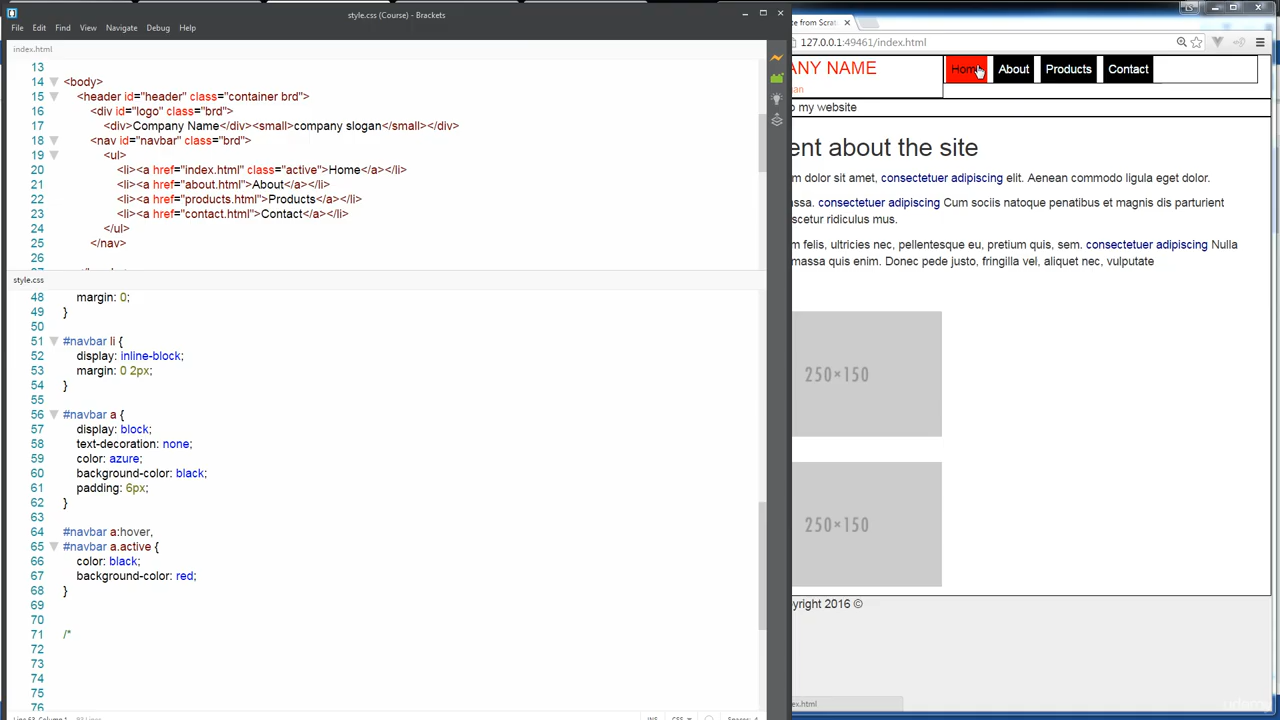 style.css (Course) - Brackets
File Edit Find View Navigate Debug Help
index.html
13
14 <body>
15 <header id="header" class="container brd">
16 <div id="logo" class="brd">
17 <div>Company Name</div><small>company slogan</small></div>
18 <nav id="navbar" class="brd">
19 <ul>
20 <li><a href="index.html" class="active">Home</a></li>
21 <li><a href="about.html">About</a></li>
22 <li><a href="products.html">Products</a></li>
23 <li><a href="contact.html">Contact</a></li>
24 </ul>
25 </nav>
style.css
48 margin: 0;
49 }
50
51 #navbar li {
52 display: inline-block;
53 margin: 0 2px;
54 }
55
56 #navbar a {
57 display: block;
58 text-decoration: none;
59 color: azure;
60 background-color: black;
61 padding: 6px;
62 }
63
64 #navbar a:hover,
65 #navbar a.active {
66 color: black;
67 background-color: red;
68 }
69
70
71 /*
72
73
74
75
76
te from Scrat
127.0.0.1:49461/index.html
ANY NAME
Home About Products Contact
gan
o my website
ent about the site
m dolor sit amet, consectetuer adipiscing elit. Aenean commodo ligula eget dolor.
assa. consectetuer adipiscing Cum sociis natoque penatibus et magnis dis parturient
scetur ridiculus mus.
m felis, ultricies nec, pellentesque eu, pretium quis, sem. consectetuer adipiscing Nulla
massa quis enim. Donec pede justo, fringilla vel, aliquet nec, vulputate
250×150
250×150
yright 2016 ©
dex.html
udemy